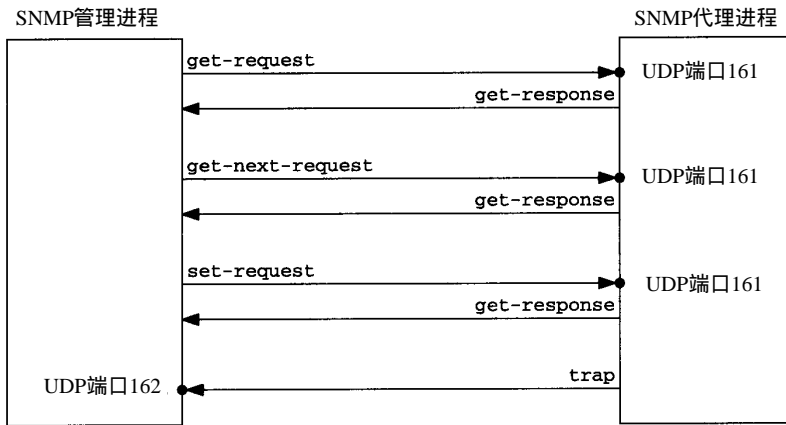 SNMP管理进程
SNMP代理进程
get-request
UDP端口161
get-response
get-next-request
UDP端口161
get-response
set-request
UDP端口161
get-response
UDP端口162
trap